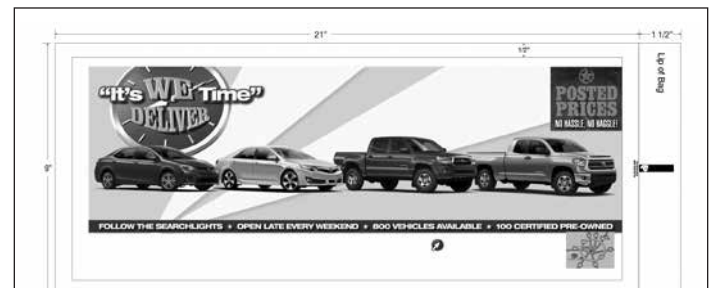 21"
1 1/2"
1/2"
Lip of Bag
"It's WE Time"
DELIVER
POSTED
PRICES
NO HASSLE, NO HAGGLE!
FOLLOW THE SEARCHLIGHTS ★ OPEN LATE EVERY WEEKEND ★ 800 VEHICLES AVAILABLE ★ 100 CERTIFIED PRE-OWNED